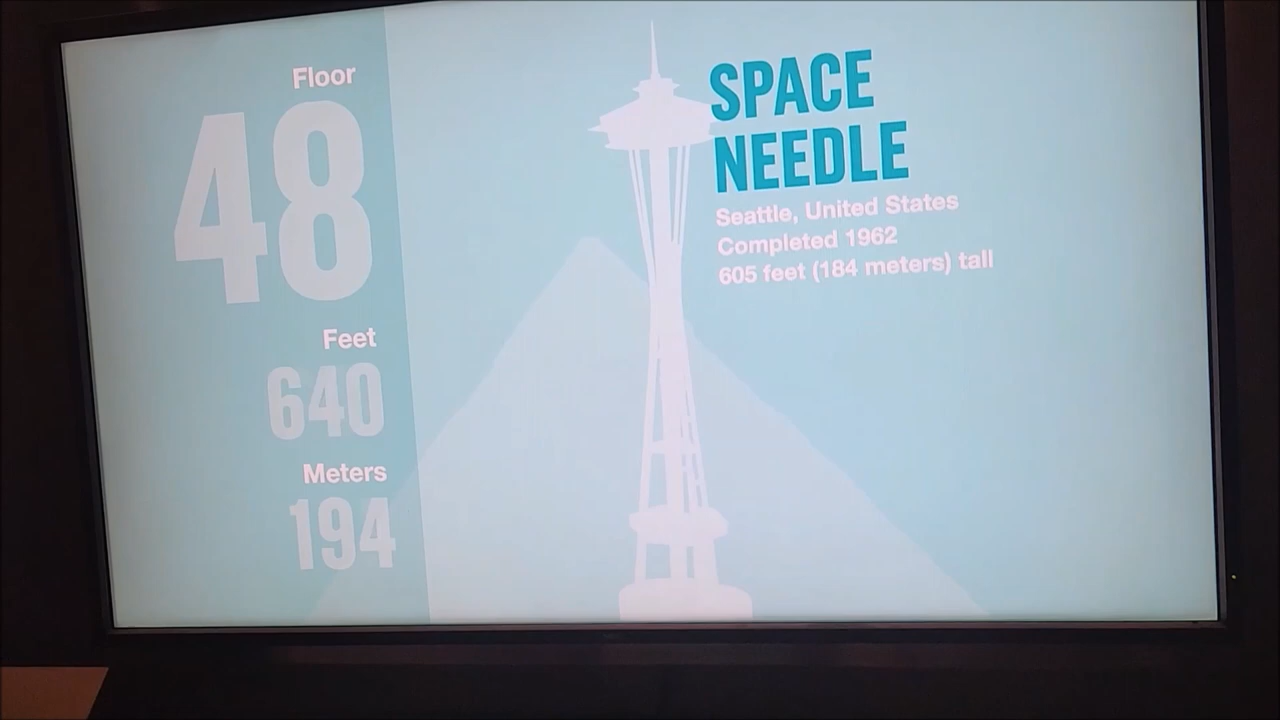 Floor
48
Feet
640
Meters
194
SPACE
NEEDLE
Seattle, United States
Completed 1962
605 feet (184 meters) tall